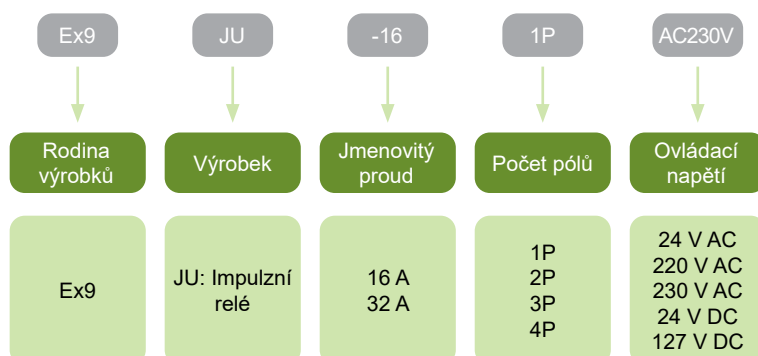 Ex9
JU
-16
1P
AC230V
Rodina
výrobků
Výrobek
Jmenovitý
proud
Počet pólů
Ovládací
napětí
Ex9
JU: Impulzní
relé
16 A
32 A
1P
2P
3P
4P
24 V AC
220 V AC
230 V AC
24 V DC
127 V DC